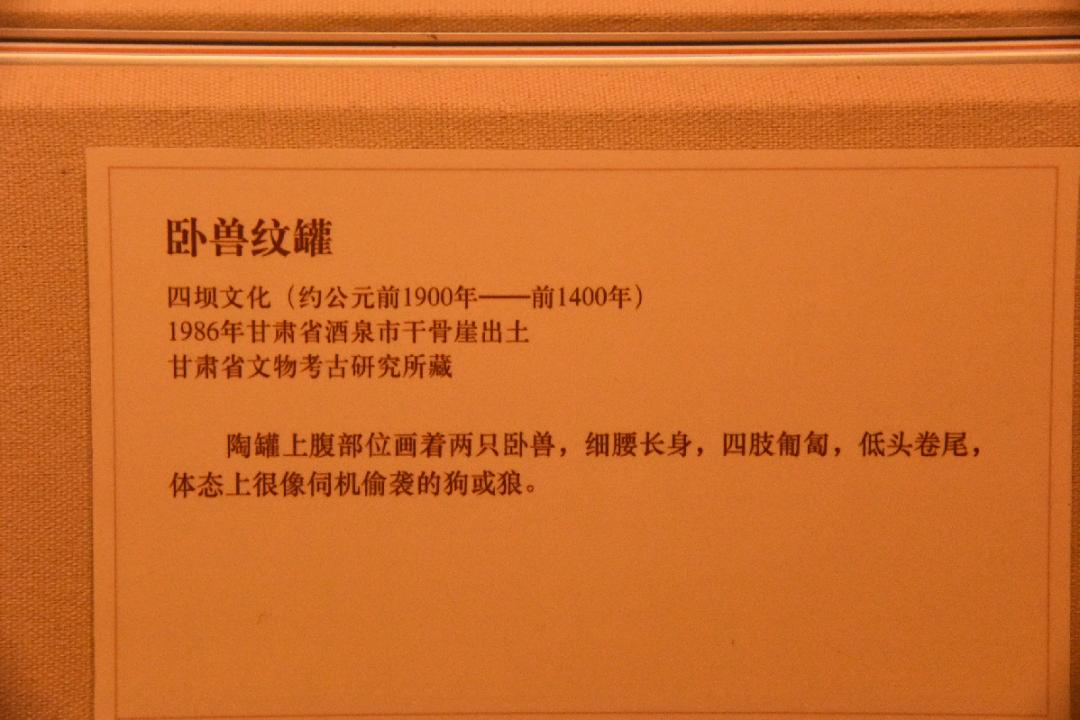 卧兽纹罐
四坝文化（约公元前1900年——前1400年）
1986年甘肃省酒泉市干骨崖出土
甘肃省文物考古研究所藏
陶罐上腹部位画着两只卧兽，细腰长身，四肢匍匐，低头卷尾，
体态上很像伺机偷袭的狗或狼。